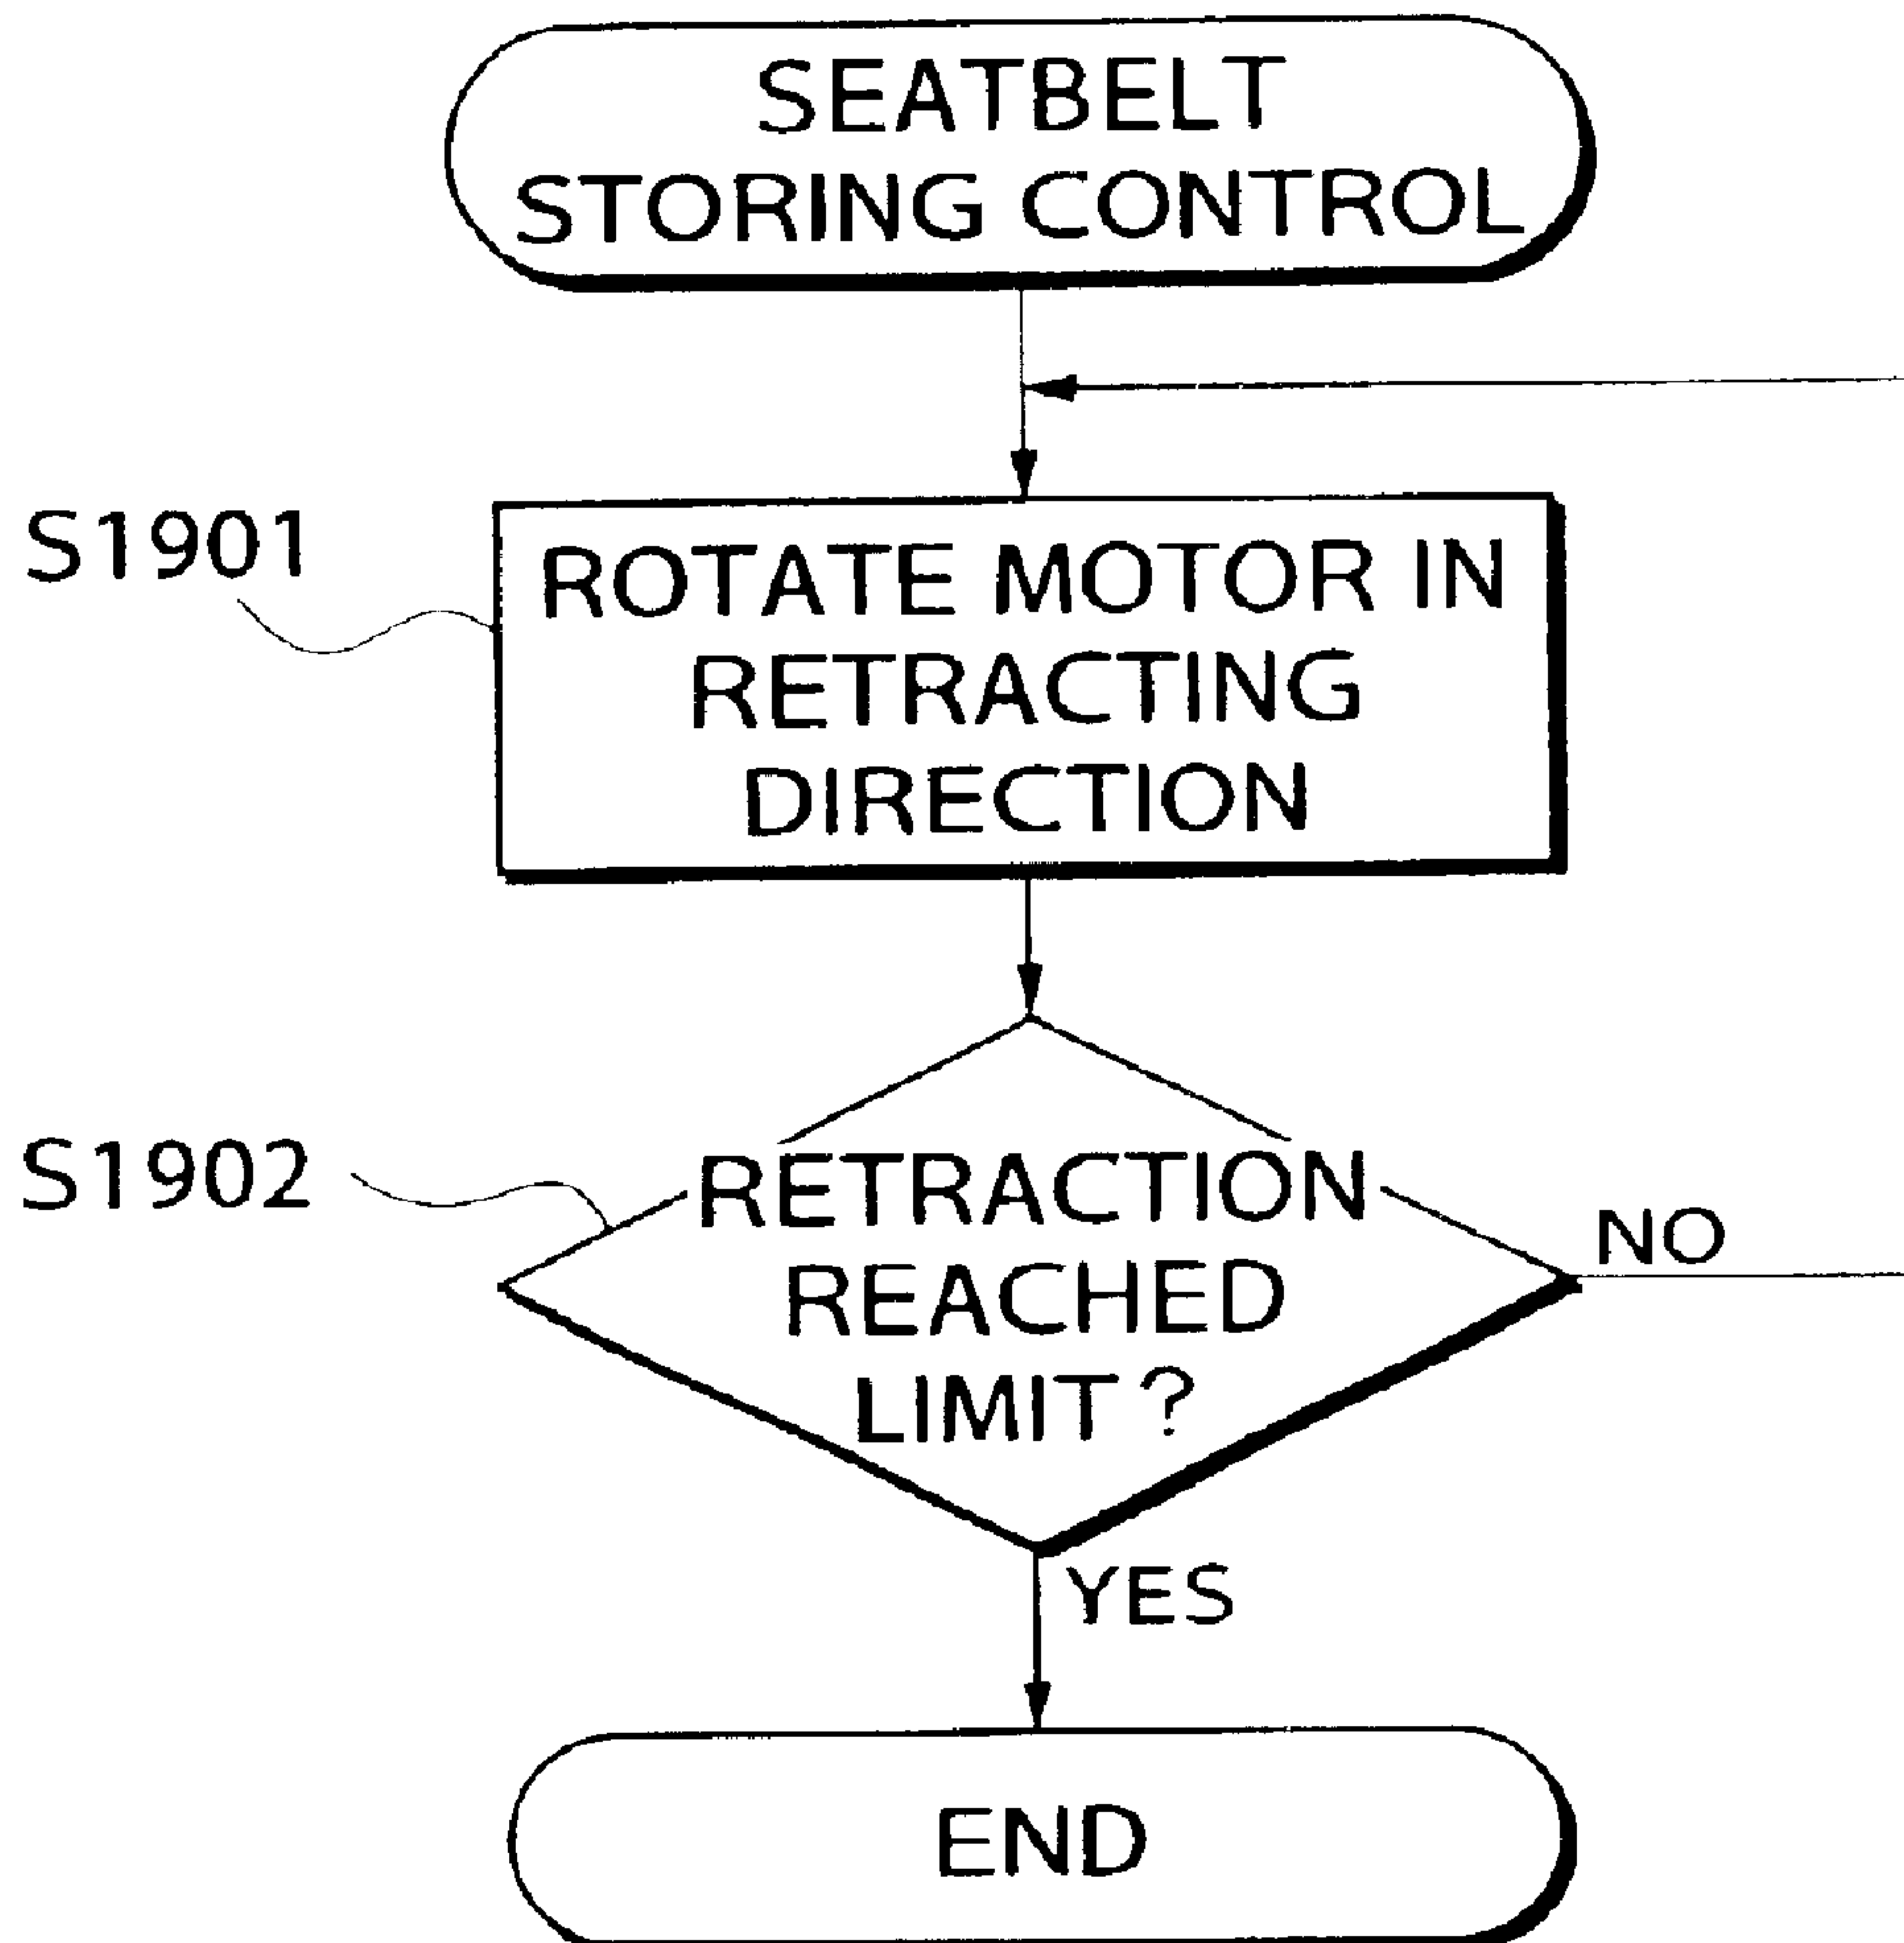 SEATBELT
STORING CONTROL
S1901
ROTATE MOTOR IN
RETRACTING
DIRECTION
S1902
RETRACTION
REACHED
LIMIT?
NO
YES
END